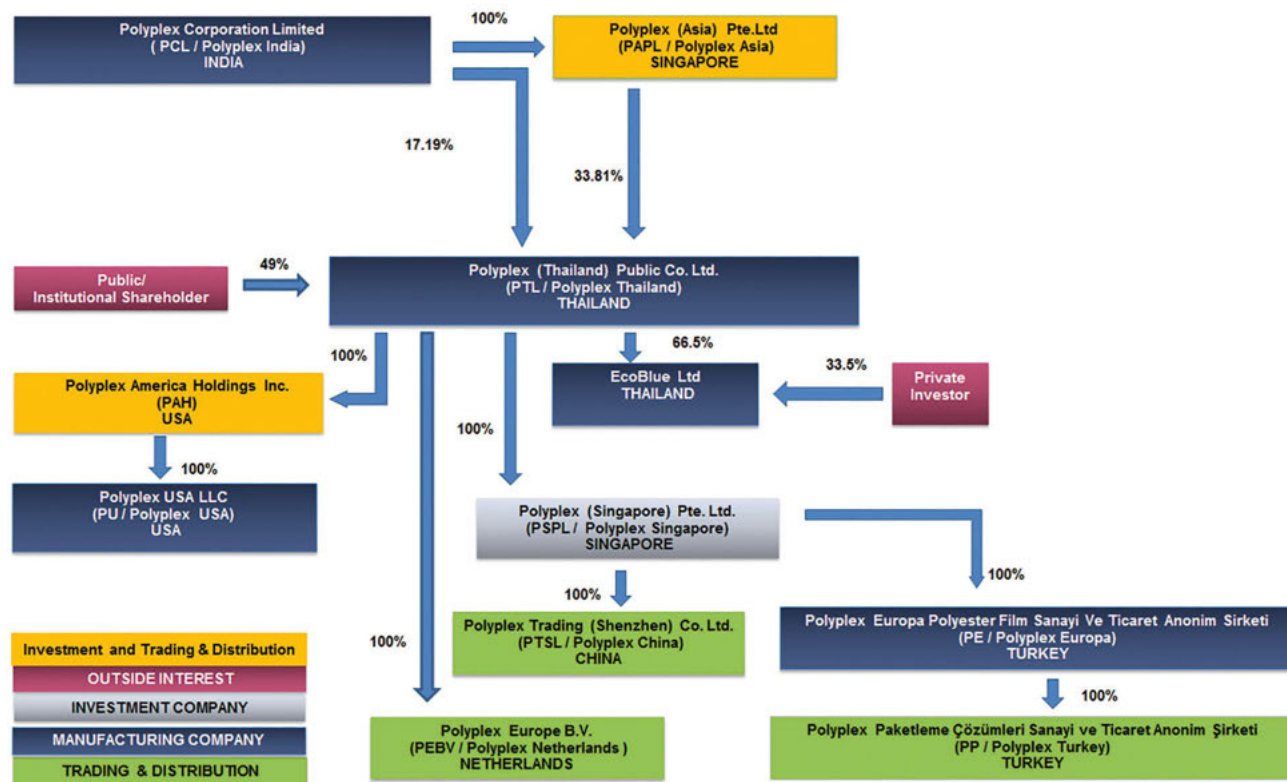 Polyplex Corporation Limited
( PCL / Polyplex India)
INDIA
100%
Polyplex (Asia) Pte.Ltd
(PAPL / Polyplex Asia)
SINGAPORE
17.19%
33.81%
Public/
Institutional Shareholder
49%
Polyplex (Thailand) Public Co. Ltd.
(PTL / Polyplex Thailand)
THAILAND
100%
66.5%
Polyplex America Holdings Inc.
(PAH)
USA
EcoBlue Ltd
THAILAND
33.5%
Private
Investor
100%
100%
Polyplex USA LLC
(PU / Polyplex USA)
USA
Polyplex (Singapore) Pte. Ltd.
(PSPL / Polyplex Singapore)
SINGAPORE
100%
100%
100%
Polyplex Trading (Shenzhen) Co. Ltd.
(PTSL / Polyplex China)
CHINA
Polyplex Europa Polyester Film Sanayi Ve Ticaret Anonim Sirketi
(PE / Polyplex Europa)
TURKEY
100%
Polyplex Europe B.V.
(PEBV / Polyplex Netherlands )
NETHERLANDS
Polyplex Paketleme Çözümleri Sanayi ve Ticaret Anonim Şirketi
(PP / Polyplex Turkey)
TURKEY
Investment and Trading & Distribution
OUTSIDE INTEREST
INVESTMENT COMPANY
MANUFACTURING COMPANY
TRADING & DISTRIBUTION